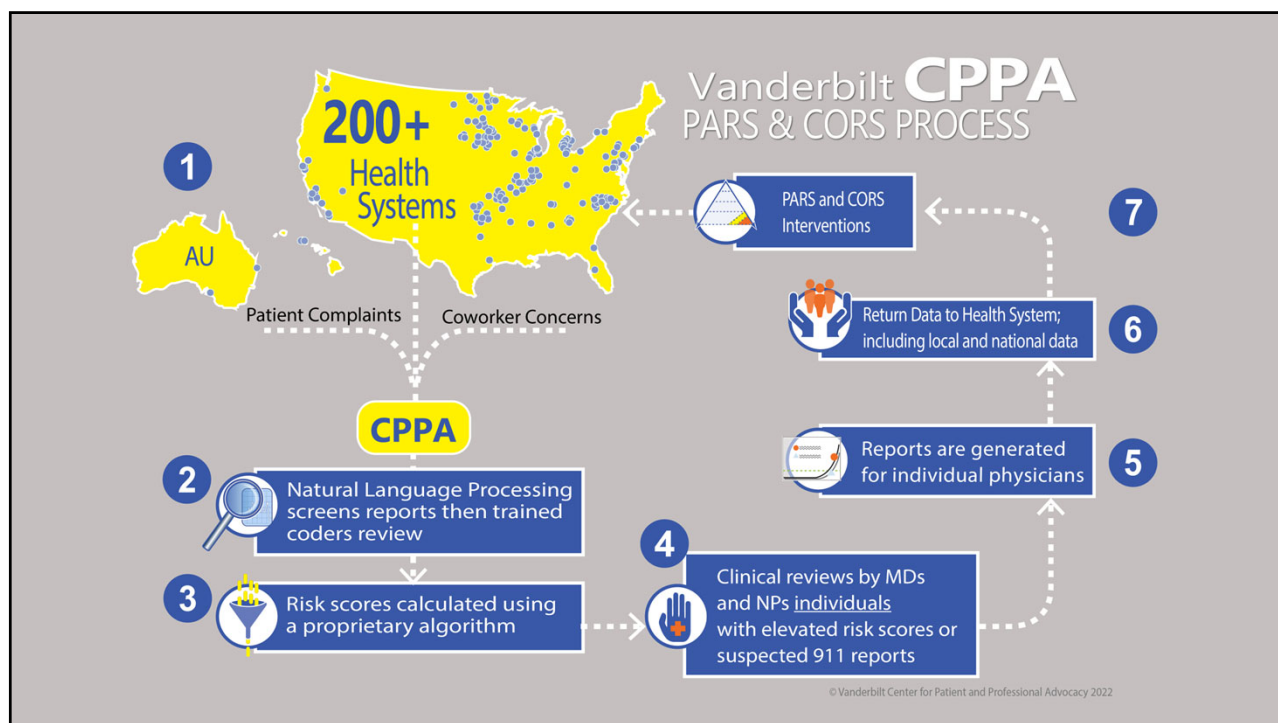 Vanderbilt CPPA
PARS & CORS PROCESS
1
200+
Health
Systems
AU
Patient Complaints
Coworker Concerns
CPPA
2
Natural Language Processing
screens reports then trained
coders review
3
Risk scores calculated using
a proprietary algorithm
4
Clinical reviews by MDs
and NPs individuals
with elevated risk scores or
suspected 911 reports
5
Reports are generated
for individual physicians
6
Return Data to Health System;
including local and national data
7
PARS and CORS
Interventions
© Vanderbilt Center for Patient and Professional Advocacy 2022